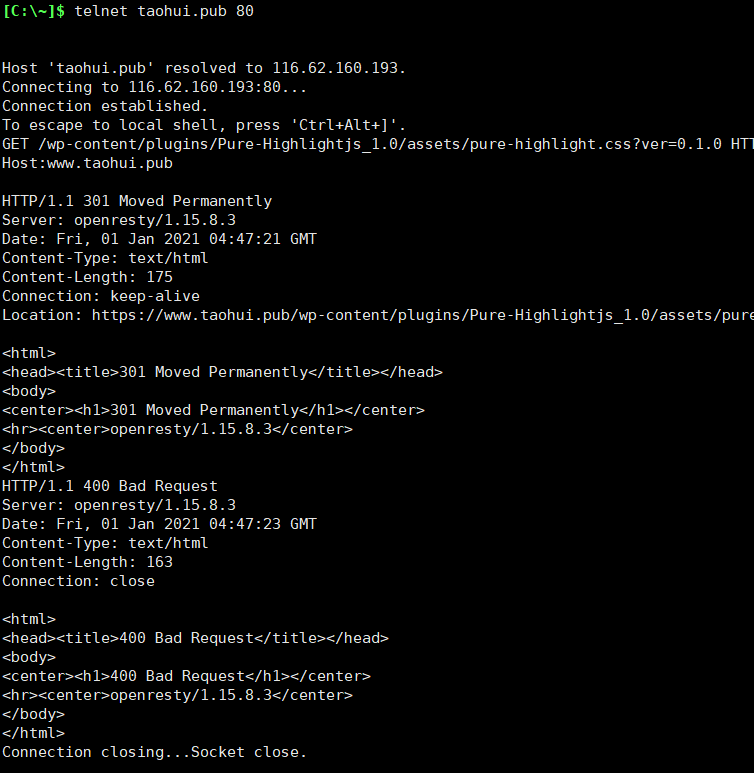 [C:\~]$ telnet taohui.pub 80
Host 'taohui.pub' resolved to 116.62.160.193.
Connecting to 116.62.160.193:80...
Connection established.
To escape to local shell, press 'Ctrl+Alt+]'.
GET /wp-content/plugins/Pure-Highlightjs_1.0/assets/pure-highlight.css?ver=0.1.0 HTT
Host:www.taohui.pub
HTTP/1.1 301 Moved Permanently
Server: openresty/1.15.8.3
Date: Fri, 01 Jan 2021 04:47:21 GMT
Content-Type: text/html
Content-Length: 175
Connection: keep-alive
Location: https://www.taohui.pub/wp-content/plugins/Pure-Highlightjs_1.0/assets/pure
<html>
<head><title>301 Moved Permanently</title></head>
<body>
<center><h1>301 Moved Permanently</h1></center>
<hr><center>openresty/1.15.8.3</center>
</body>
</html>
HTTP/1.1 400 Bad Request
Server: openresty/1.15.8.3
Date: Fri, 01 Jan 2021 04:47:23 GMT
Content-Type: text/html
Content-Length: 163
Connection: close
<html>
<head><title>400 Bad Request</title></head>
<body>
<center><h1>400 Bad Request</h1></center>
<hr><center>openresty/1.15.8.3</center>
</body>
</html>
Connection closing...Socket close.